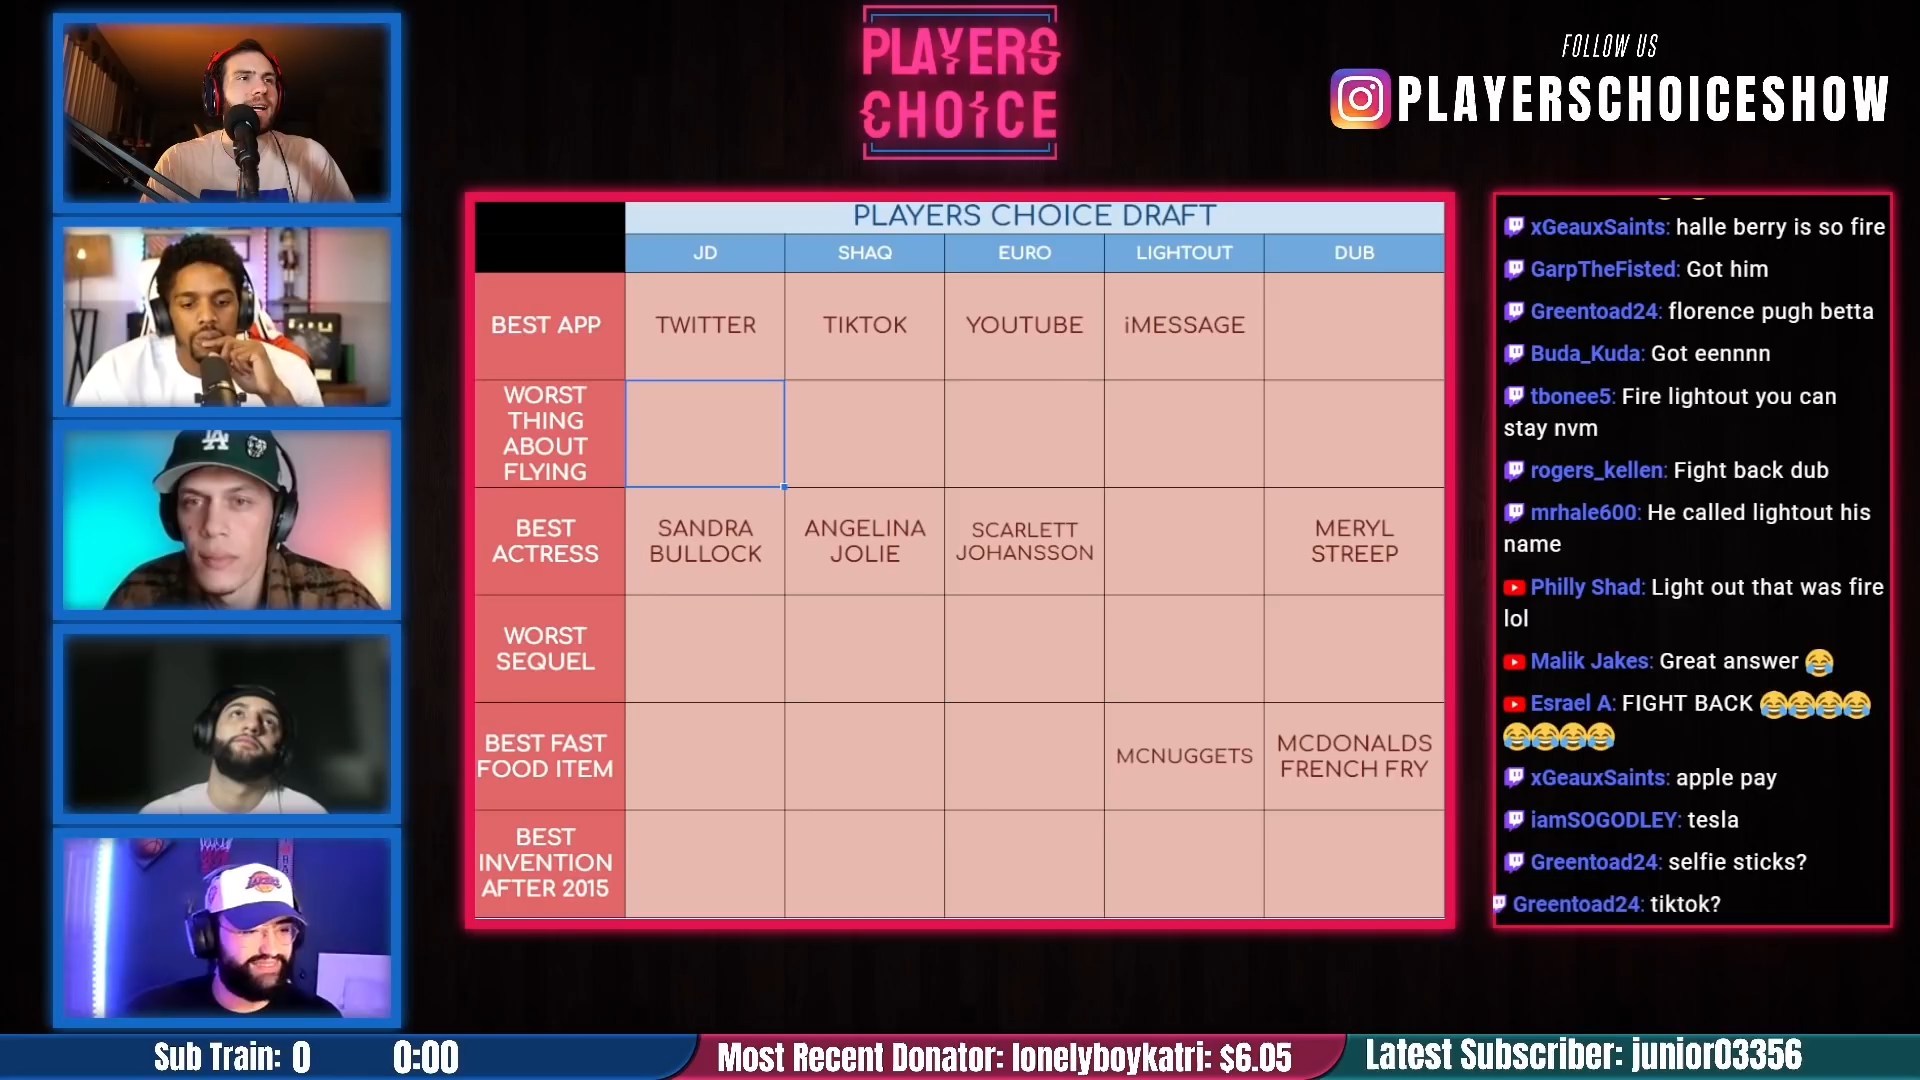 PLAYERS
CHOICE
FOLLOW US
PLAYERSCHOICESHOW
PLAYERS CHOICE DRAFT
JD SHAQ EURO LIGHTOUT DUB
BEST APP TWITTER TIKTOK YOUTUBE iMESSAGE
WORST
THING
ABOUT
FLYING
BEST
ACTRESS
SANDRA
BULLOCK
ANGELINA
JOLIE
SCARLETT
JOHANSSON
MERYL
STREEP
WORST
SEQUEL
BEST FAST
FOOD ITEM
MCNUGGETS
MCDONALDS
FRENCH FRY
BEST
INVENTION
AFTER 2015
xGeauxSaints: halle berry is so fire
GarpTheFisted: Got him
Greentoad24: florence pugh betta
Buda_Kuda: Got eennnn
tbonee5: Fire lightout you can
stay nvm
rogers_kellen: Fight back dub
mrhale600: He called lightout his
name
Philly Shad: Light out that was fire
lol
Malik Jakes: Great answer 😂
Esrael A: FIGHT BACK 😂😂😂😂
😂😂😂😂
xGeauxSaints: apple pay
iamSOGODLEY: tesla
Greentoad24: selfie sticks?
Greentoad24: tiktok?
LA
Sub Train: 0 0:00
Most Recent Donator: lonelyboykatri: $6.05
Latest Subscriber: junior03356